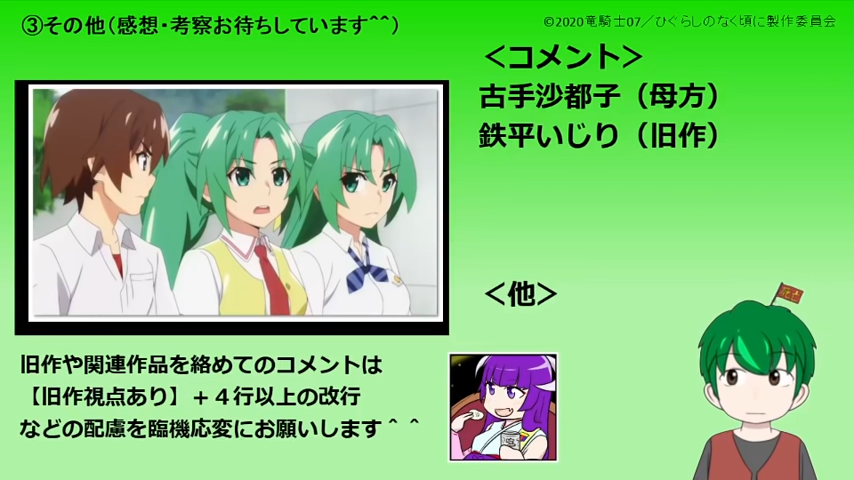 ③その他（感想・考察お待ちしています^^）
©2020竜騎士07／ひぐらしのなく頃に製作委員会
＜コメント＞
古手沙都子（母方）
鉄平いじり（旧作）
＜他＞
旧作や関連作品を絡めてのコメントは
【旧作視点あり】＋４行以上の改行
などの配慮を臨機応変にお願いします＾＾